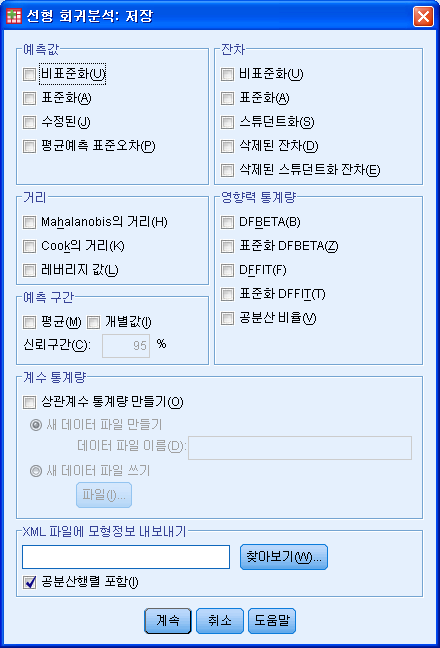 선형 회귀분석: 저장
예측값
비표준화(U)
표준화(A)
수정된(J)
평균예측 표준오차(P)
잔차
비표준화(U)
표준화(A)
스튜던트화(S)
삭제된 잔차(D)
삭제된 스튜던트화 잔차(E)
거리
Mahalanobis의 거리(H)
Cook의 거리(K)
레버리지 값(L)
영향력 통계량
DFBETA(B)
표준화 DFBETA(Z)
DFFIT(F)
표준화 DFFIT(T)
공분산 비율(V)
예측 구간
평균(M) 개별값(I)
신뢰구간(C): 95 %
계수 통계량
상관계수 통계량 만들기(O)
새 데이터 파일 만들기
데이터 파일 이름(D):
새 데이터 파일 쓰기
파일(I)...
XML 파일에 모형정보 내보내기
찾아보기(W)...
공분산행렬 포함(I)
계속 취소 도움말